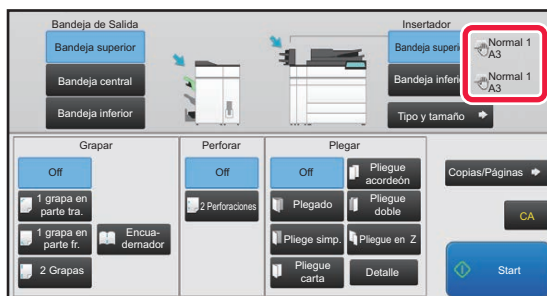 Bandeja de Salida
Insertador
Bandeja superior
Bandeja central
Bandeja inferior
Bandeja superi
Normal 1
A3
Bandeja inferi
Normal 1
A3
Tipo y tamaño
Grapar
Perforar
Plegar
Off
1 grapa en
parte tra.
1 grapa en
parte fr.
Encua-
dernador
2 Grapas
Off
2 Perforaciones
Off
Pliegue
acordeón
Plegado
Pliegue
doble
Pliege simp.
Pliegue en Z
Pliegue
carta
Detalle
Copias/Páginas
CA
Start